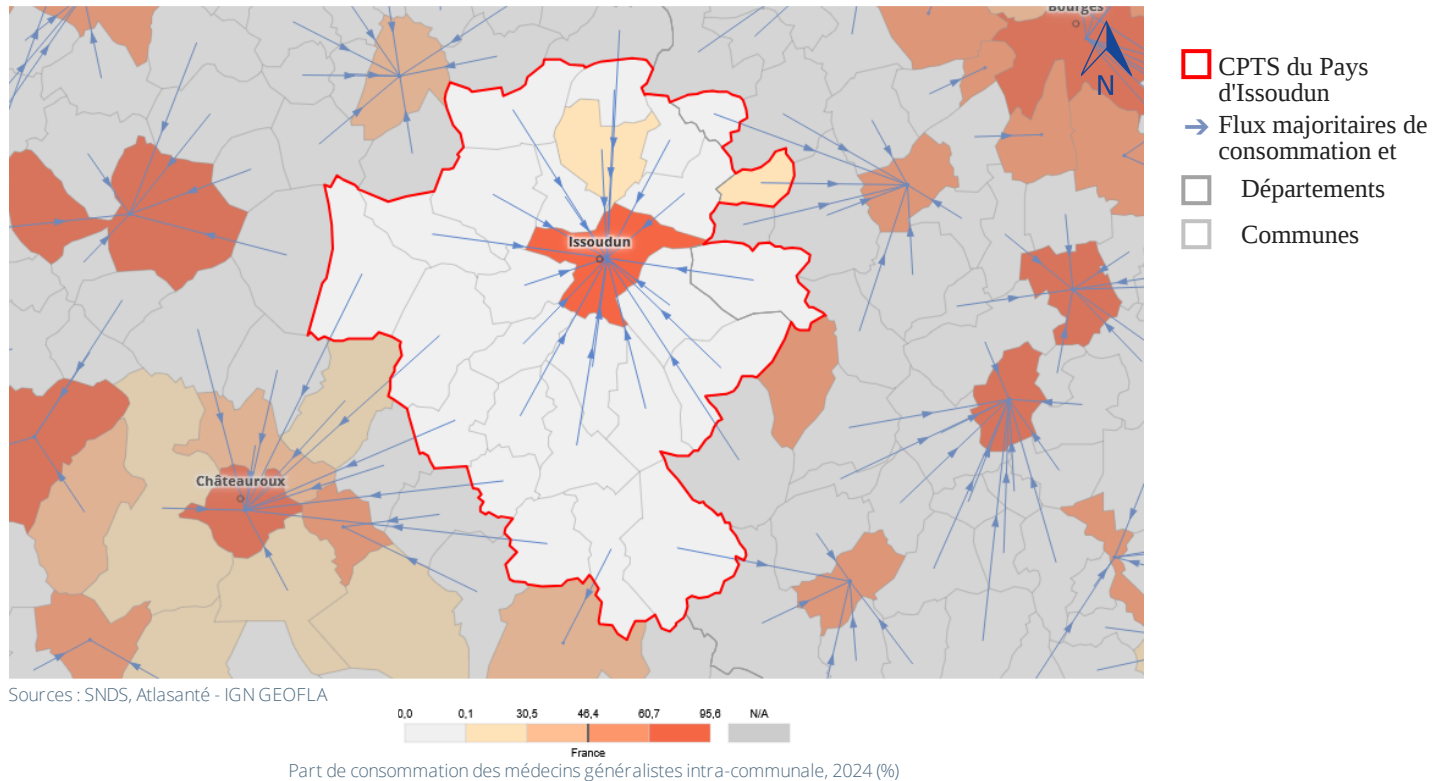 Bourges
N
CPTS du Pays
d'Issoudun
Flux majoritaires de
consommation et
Départements
Communes
Issoudun
Châteauroux
Sources : SNDS, Atlasanté - IGN GEOFLA
0,0 0,1 30,5 46,4 60,7 95,6 N/A
France
Part de consommation des médecins généralistes intra-communale, 2024 (%)